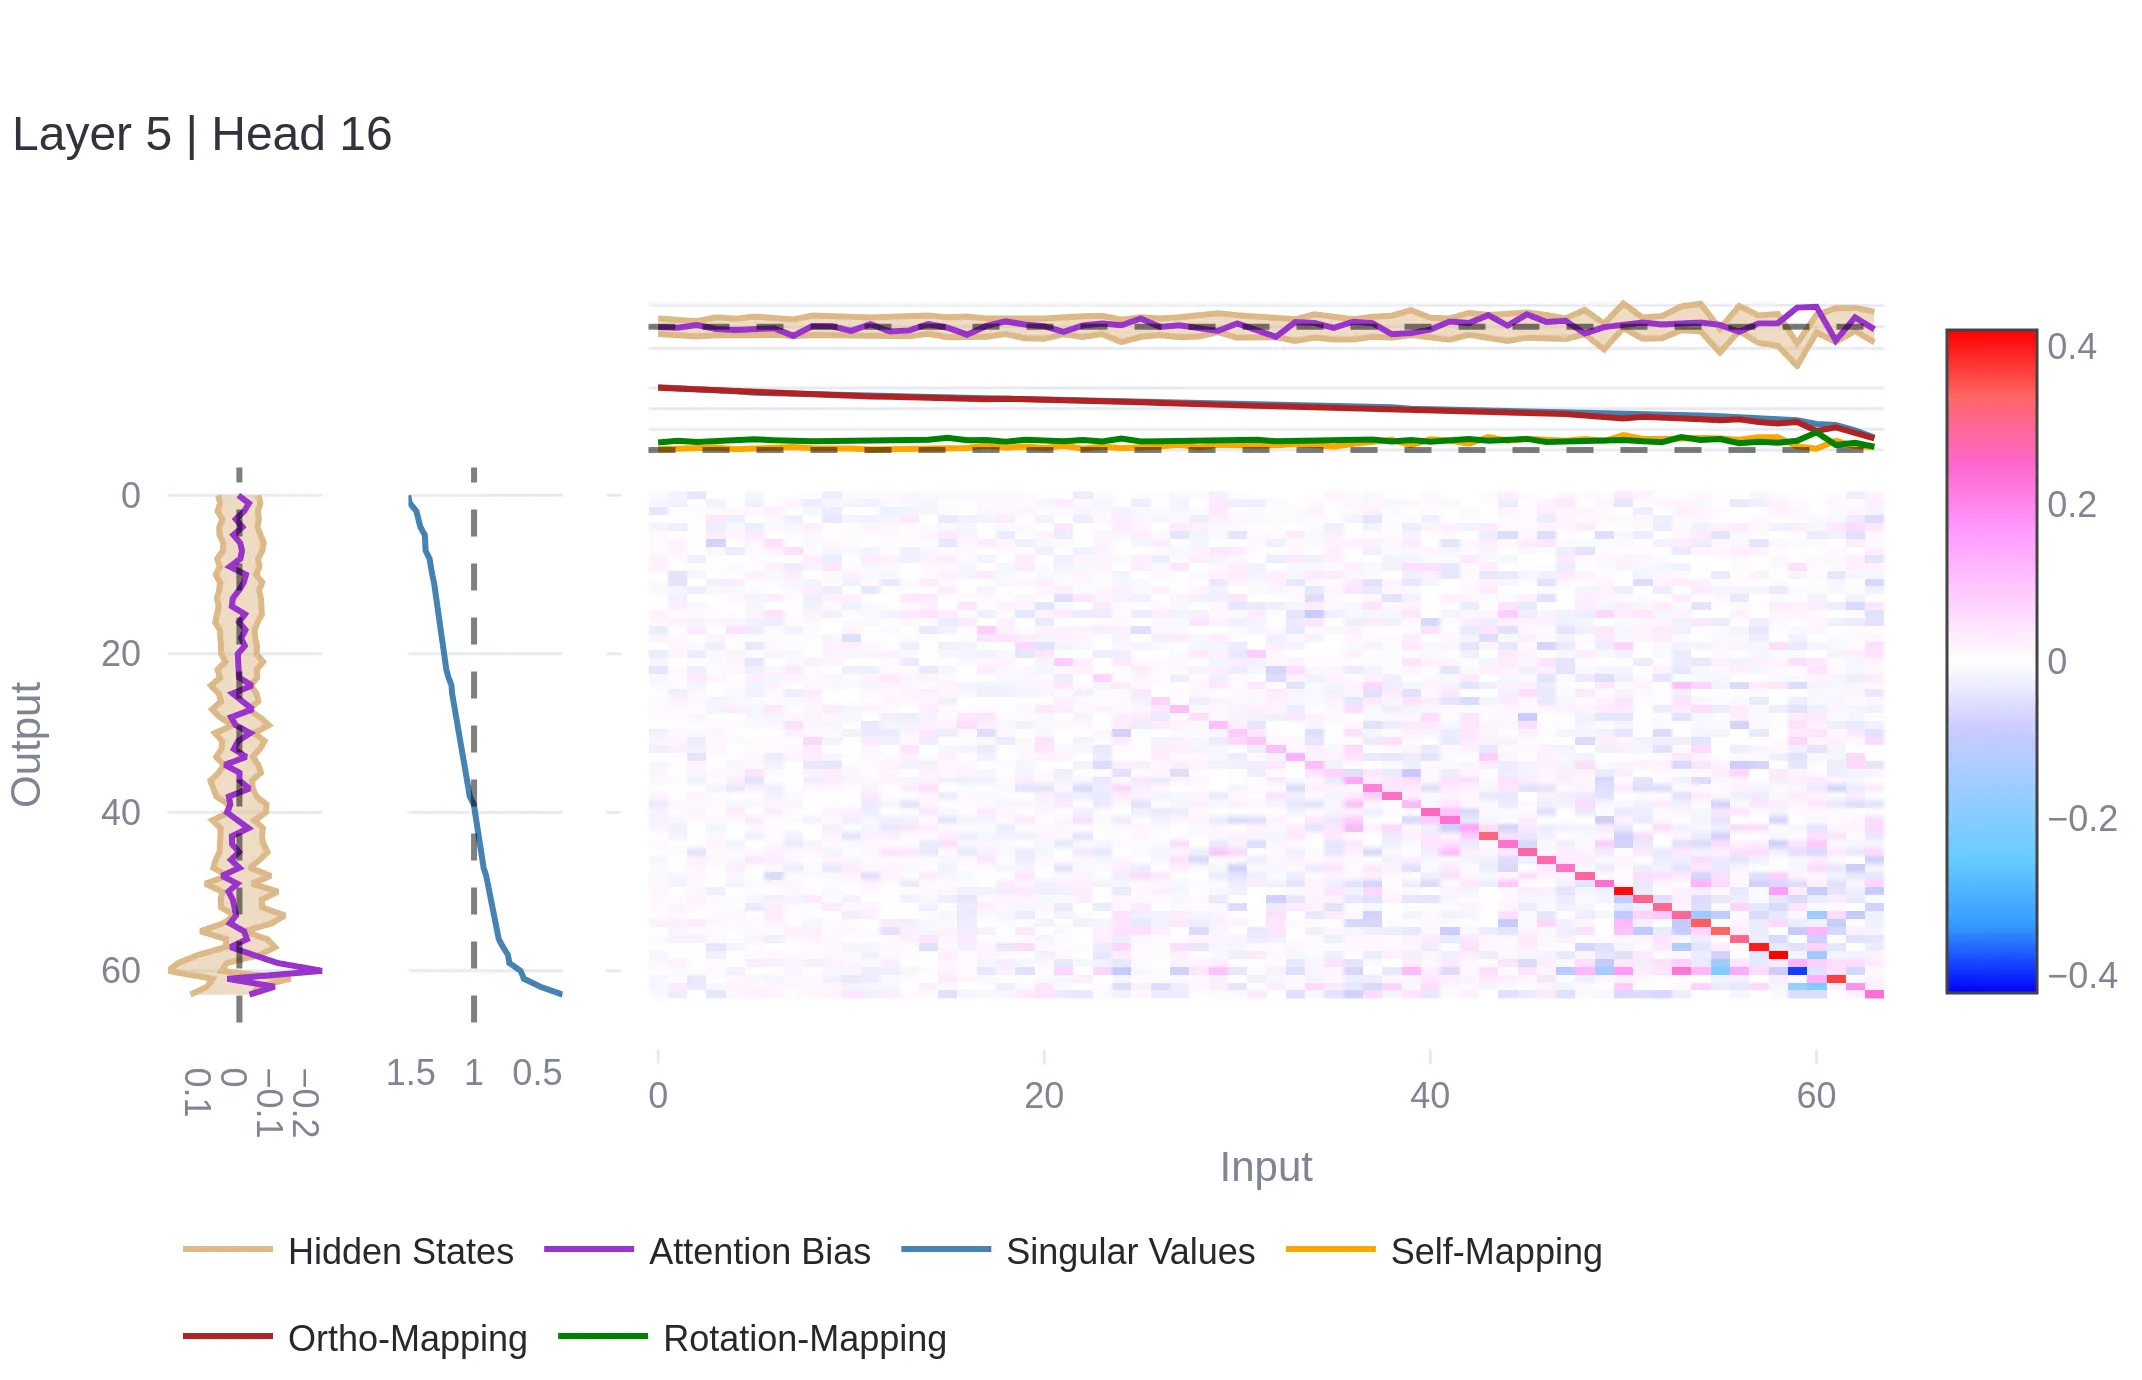 Layer 5 | Head 16
0
20
40
60
Output
0.1
0
−0.1
−0.2
1.5
1
0.5
0
20
40
60
Input
0.4
0.2
0
−0.2
−0.4
Hidden States
Attention Bias
Singular Values
Self-Mapping
Ortho-Mapping
Rotation-Mapping